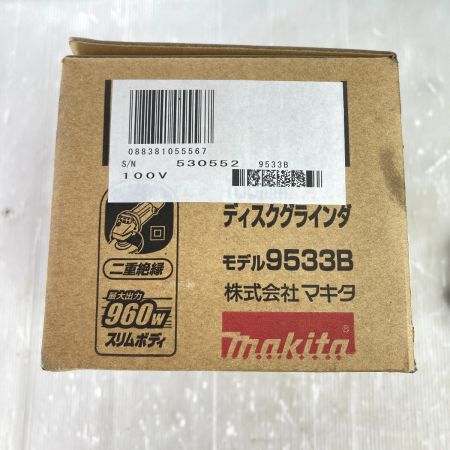 088381055567
S/N 530552 9533B
100V
ディスクグラインダ
モデル9533B
株式会社マキタ
makita®
二重絶縁
最大出力
960W
スリムボディ